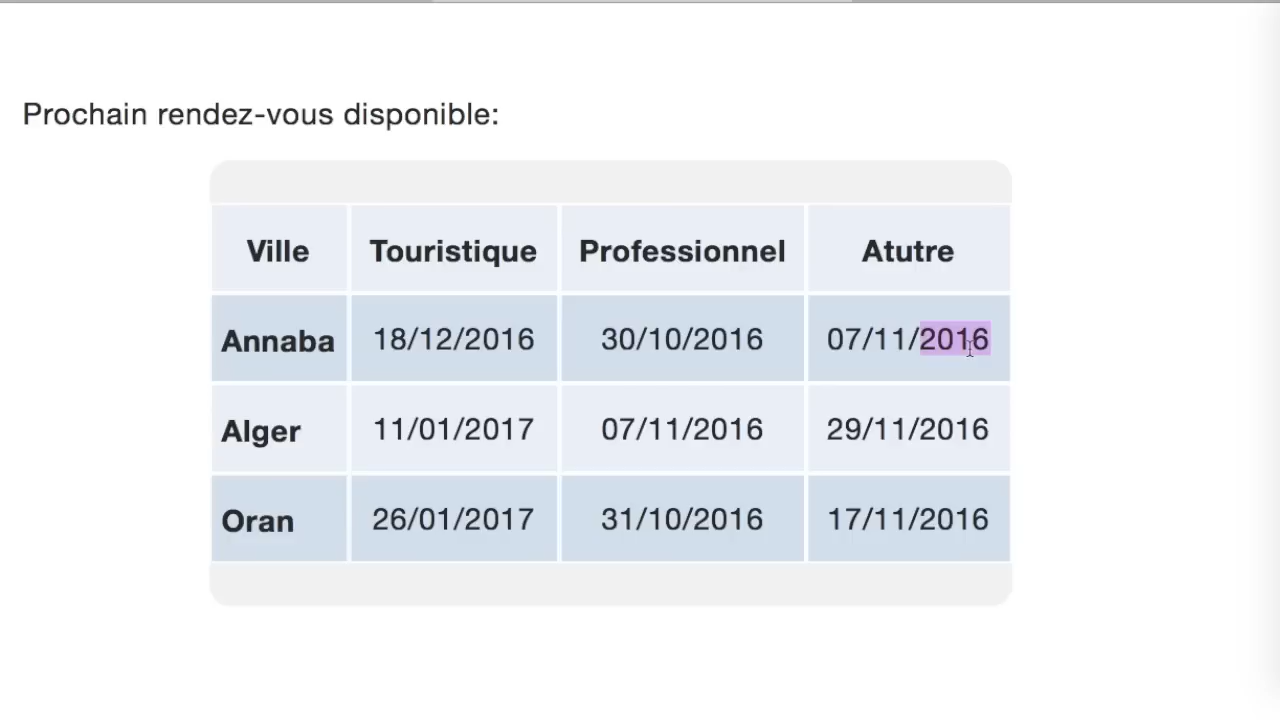 Prochain rendez-vous disponible:
Ville Touristique Professionnel Atutre
Annaba 18/12/2016 30/10/2016 07/11/2016
Alger 11/01/2017 07/11/2016 29/11/2016
Oran 26/01/2017 31/10/2016 17/11/2016